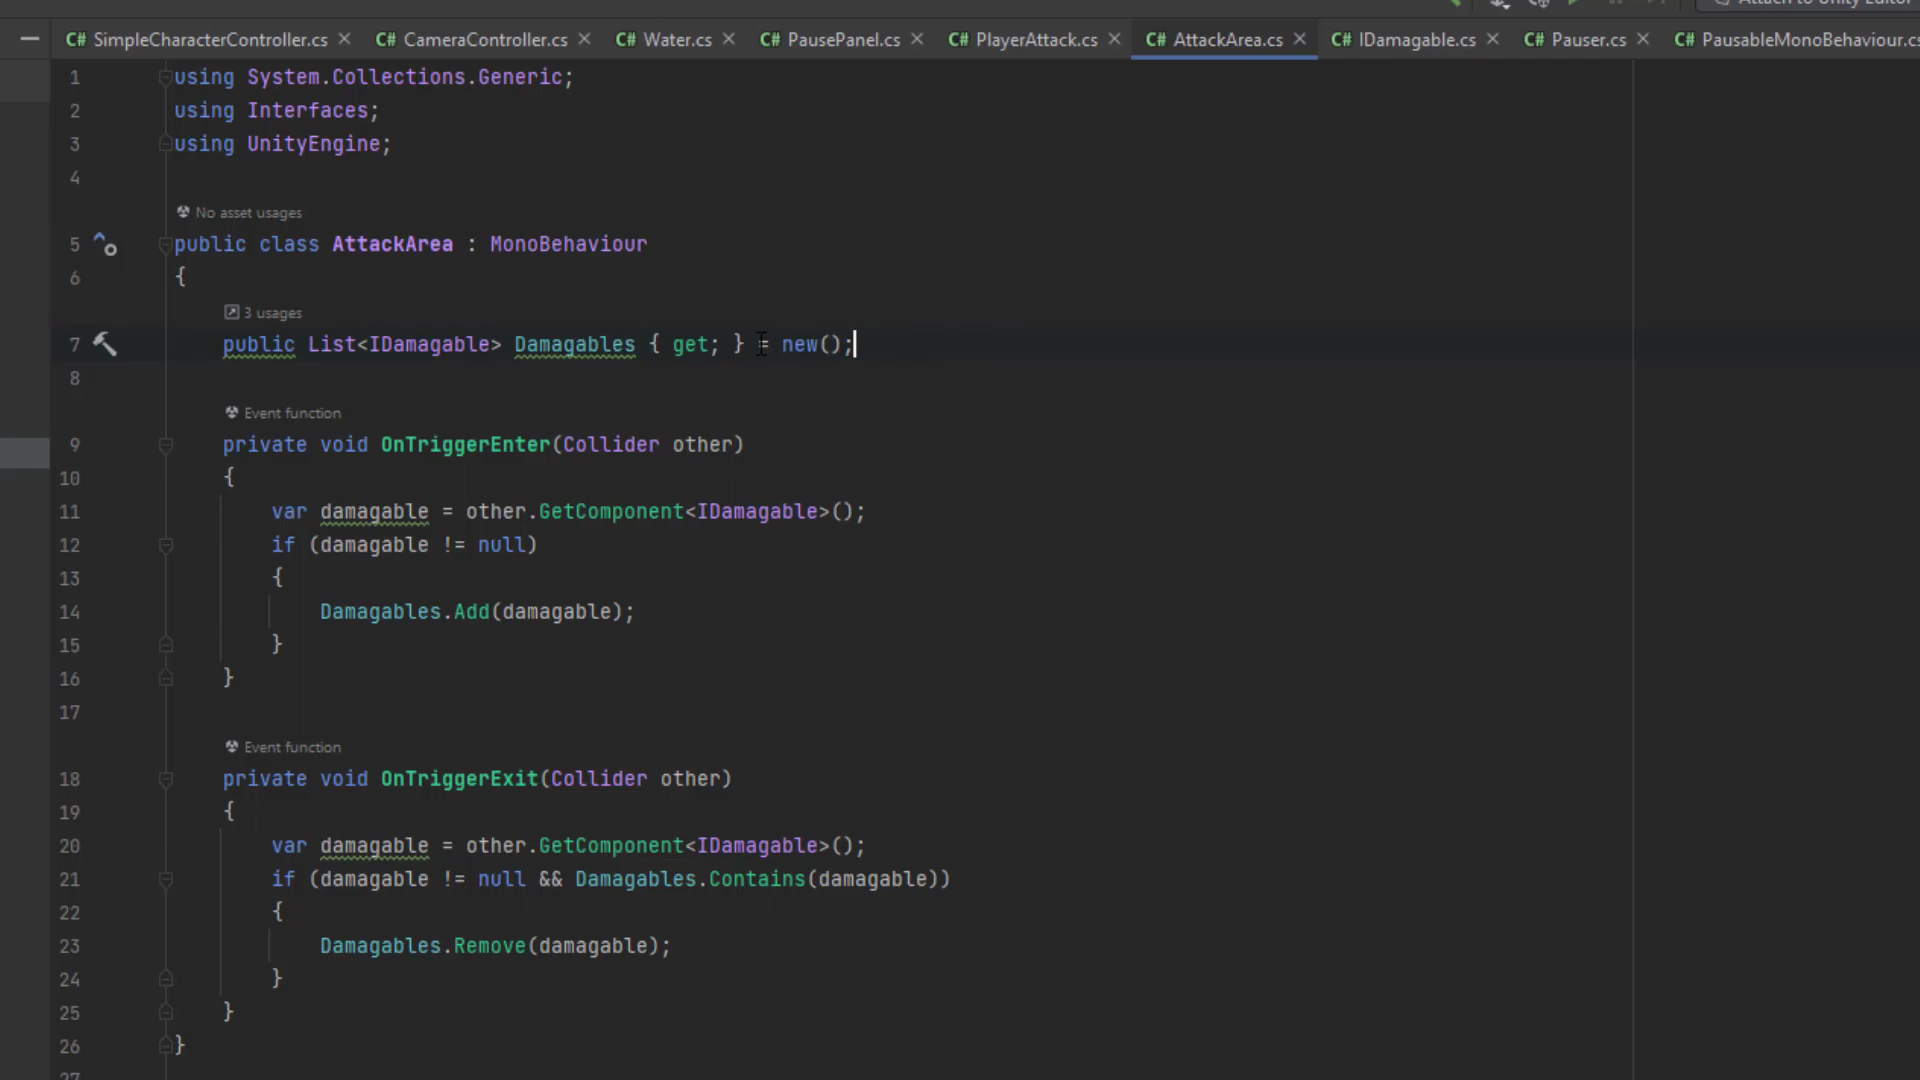 Attach to Unity Editor
C# SimpleCharacterController.cs C# CameraController.cs C# Water.cs C# PausePanel.cs C# PlayerAttack.cs C# AttackArea.cs C# IDamagable.cs C# Pauser.cs C# PausableMonoBehaviour.cs
1 using System.Collections.Generic;
2 using Interfaces;
3 using UnityEngine;
4
No asset usages
5 public class AttackArea : MonoBehaviour
6 {
3 usages
7 public List<IDamagable> Damagables { get; } = new();
8
Event function
9 private void OnTriggerEnter(Collider other)
10 {
11 var damagable = other.GetComponent<IDamagable>();
12 if (damagable != null)
13 {
14 Damagables.Add(damagable);
15 }
16 }
17
Event function
18 private void OnTriggerExit(Collider other)
19 {
20 var damagable = other.GetComponent<IDamagable>();
21 if (damagable != null && Damagables.Contains(damagable))
22 {
23 Damagables.Remove(damagable);
24 }
25 }
26 }
27